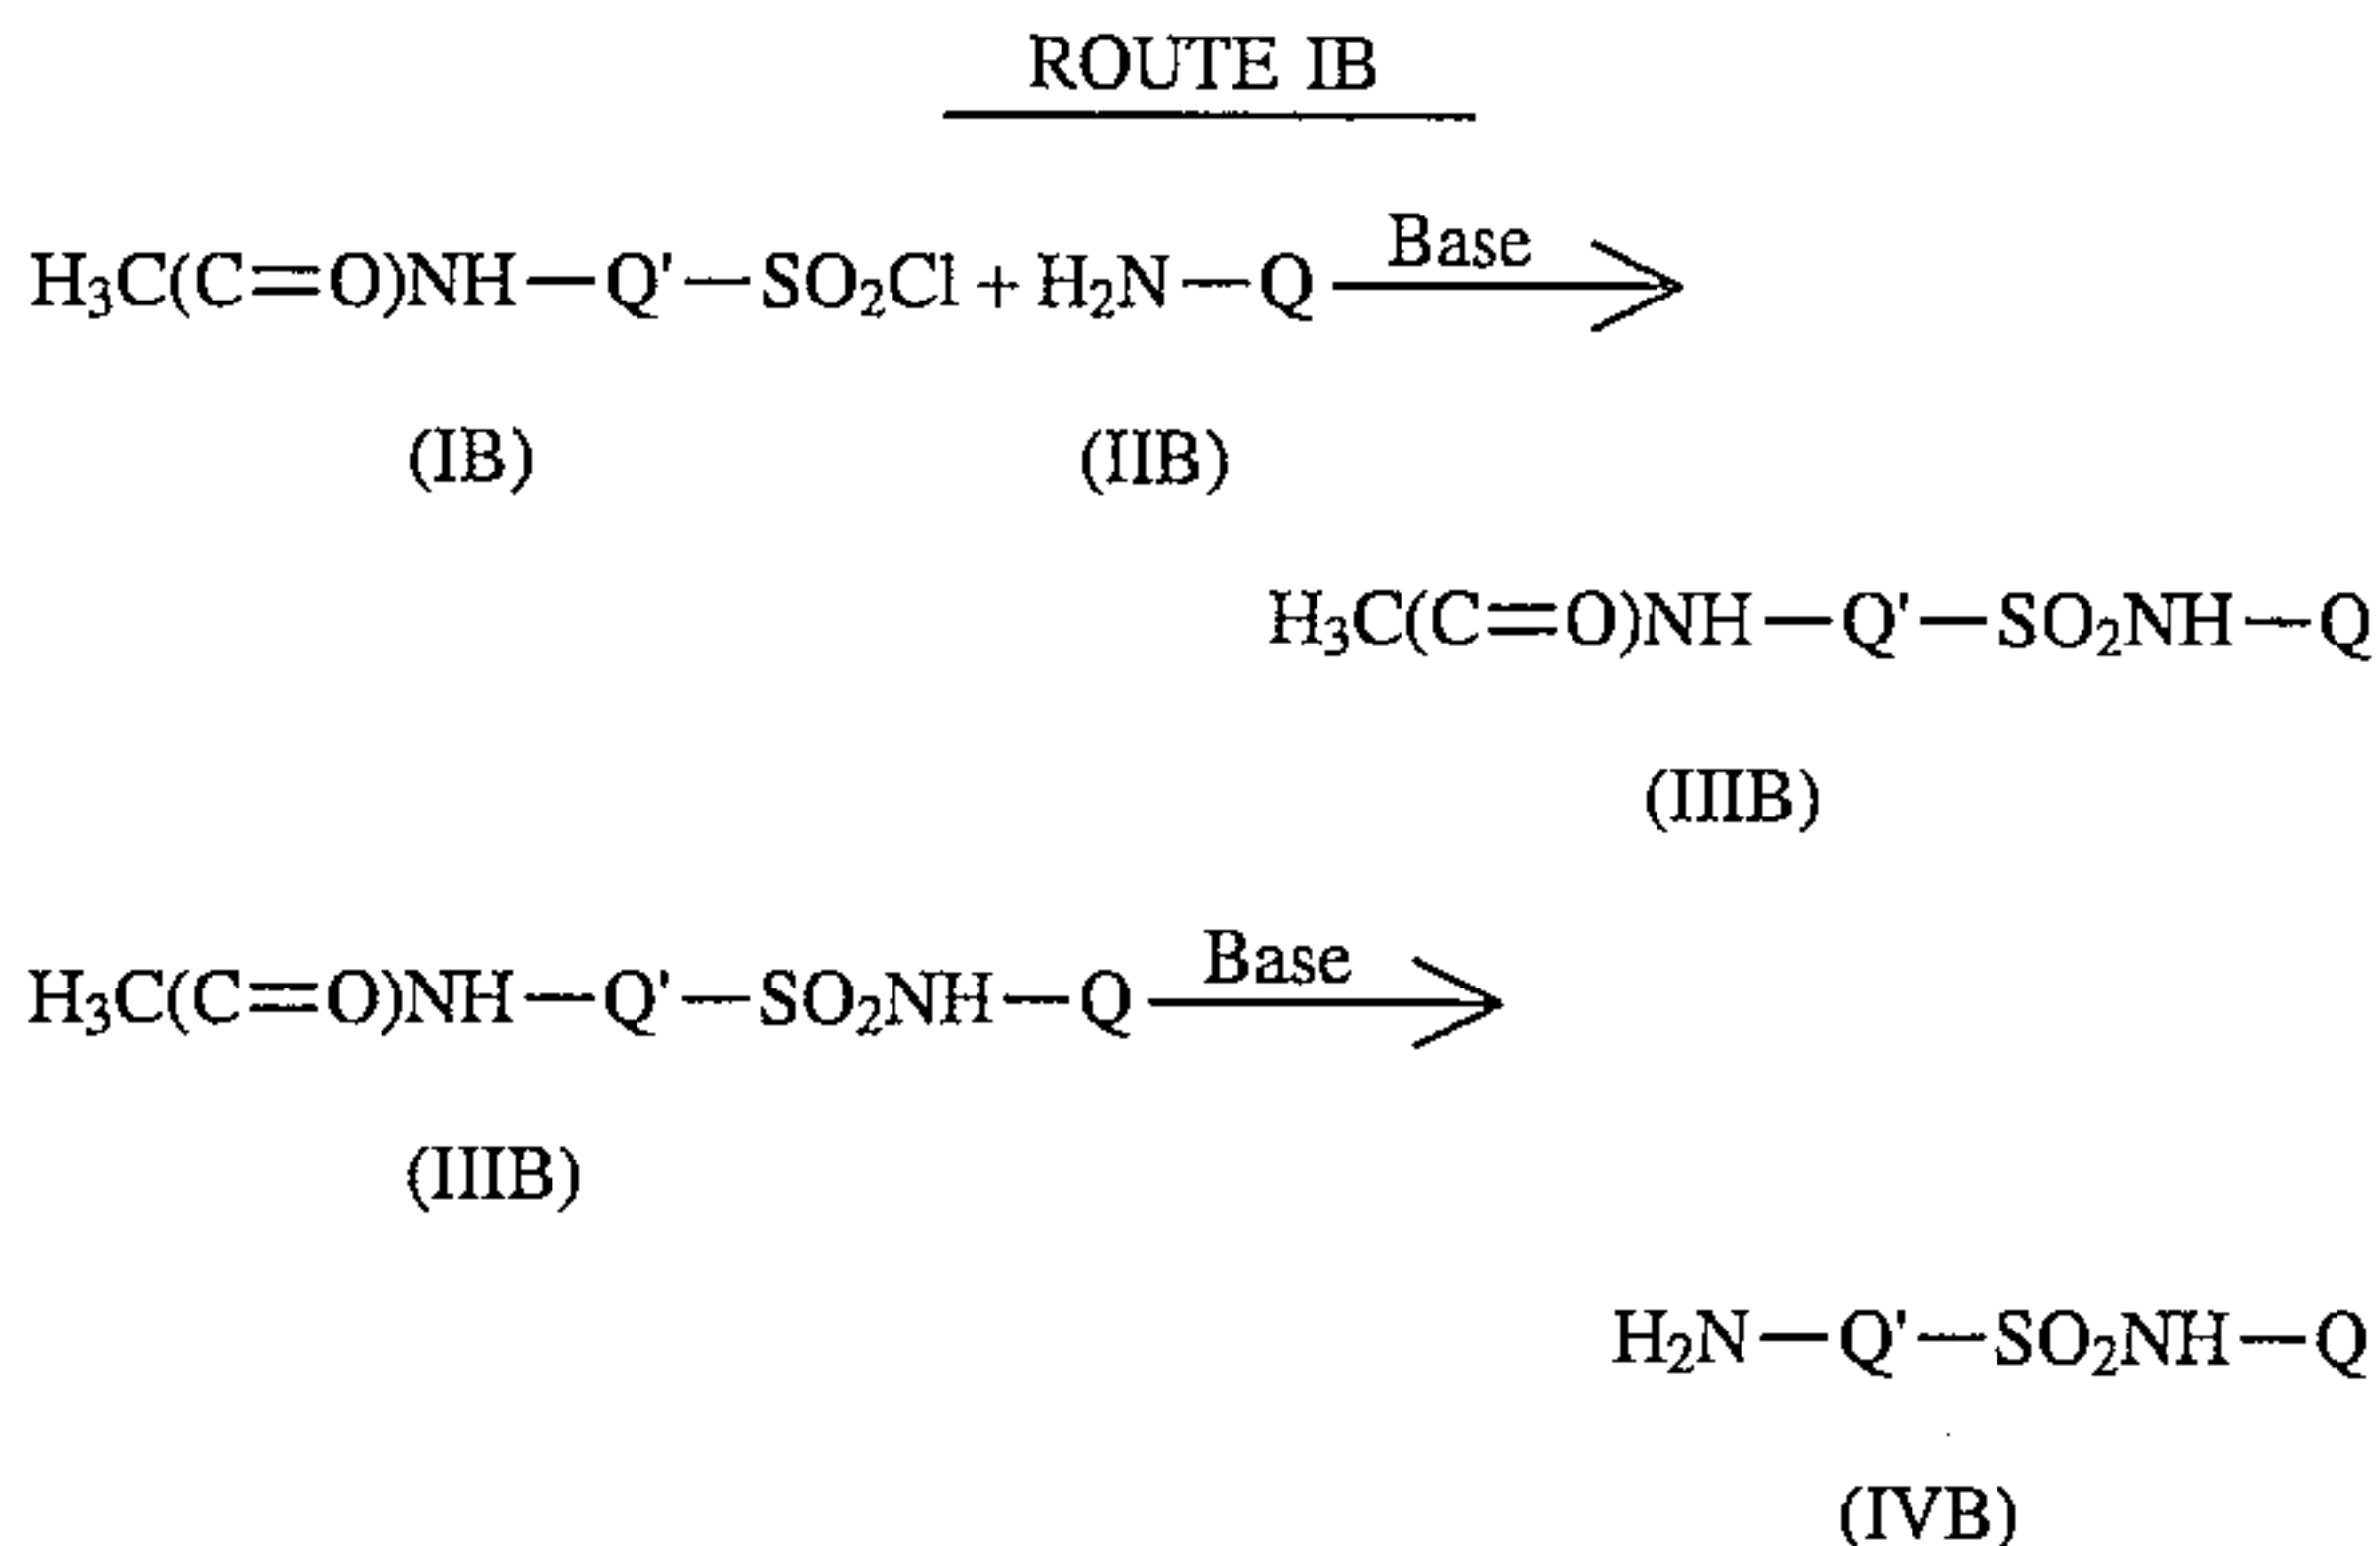 ROUTE IB
H₃C(C=O)NH—Q'—SO₂Cl + H₂N—Q Base
(IB) (IIB)
H₃C(C=O)NH—Q'—SO₂NH—Q
(IIIB)
H₃C(C=O)NH—Q'—SO₂NH—Q Base
(IIIB)
H₂N—Q'—SO₂NH—Q
(IVB)